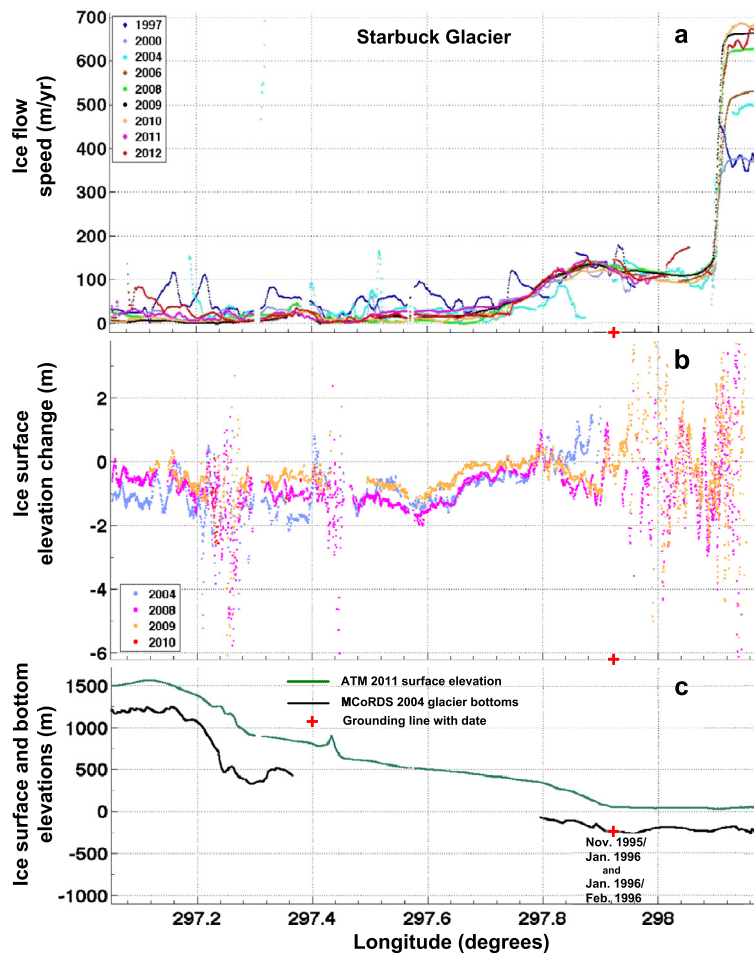 Starbuck Glacier
a
Ice flow
speed (m/yr)
700
600
500
400
300
200
100
0
1997
2000
2004
2006
2008
2009
2010
2011
2012
b
Ice surface
elevation change (m)
2
0
-2
-4
-6
2004
2008
2009
2010
c
Ice surface and bottom
elevations (m)
1500
1000
500
0
-500
-1000
ATM 2011 surface elevation
MCoRDS 2004 glacier bottoms
Grounding line with date
Nov. 1995/
Jan. 1996
and
Jan. 1996/
Feb. 1996
297.2
297.4
297.6
297.8
298
Longitude (degrees)